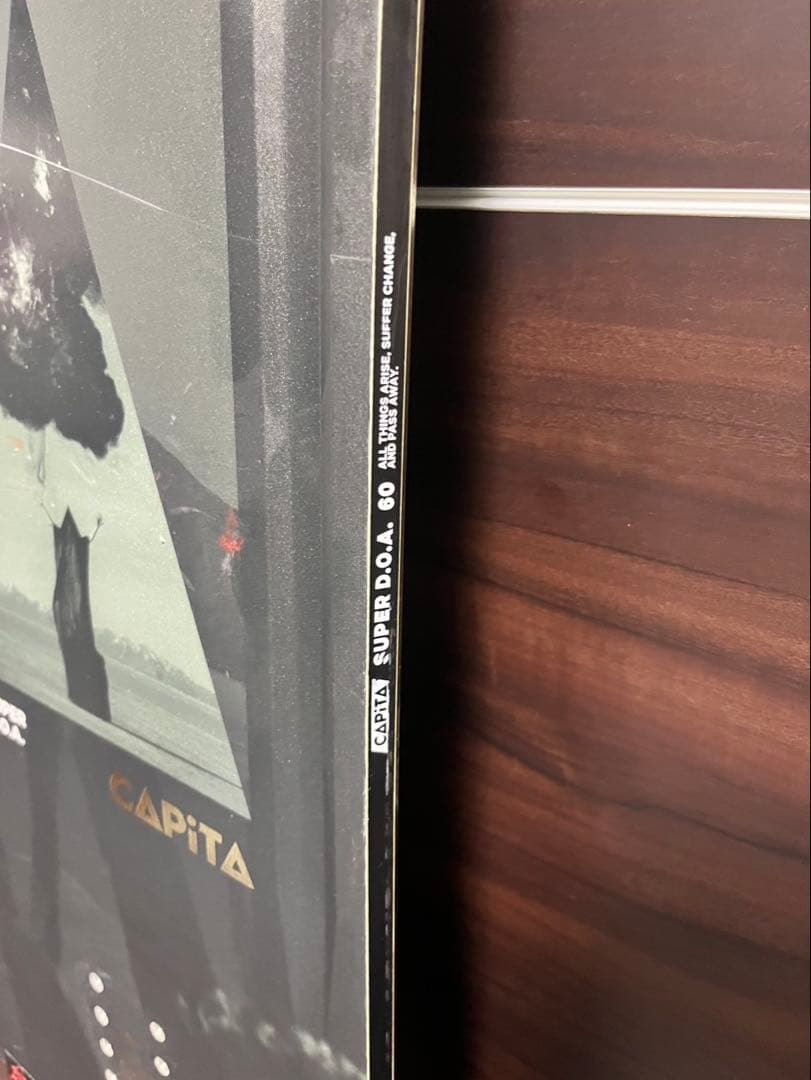 ALL THINGS ARISE, SUFFER CHANGE,
AND PASS AWAY.
CAPiTA SUPER D.O.A. 60
CAPiTA